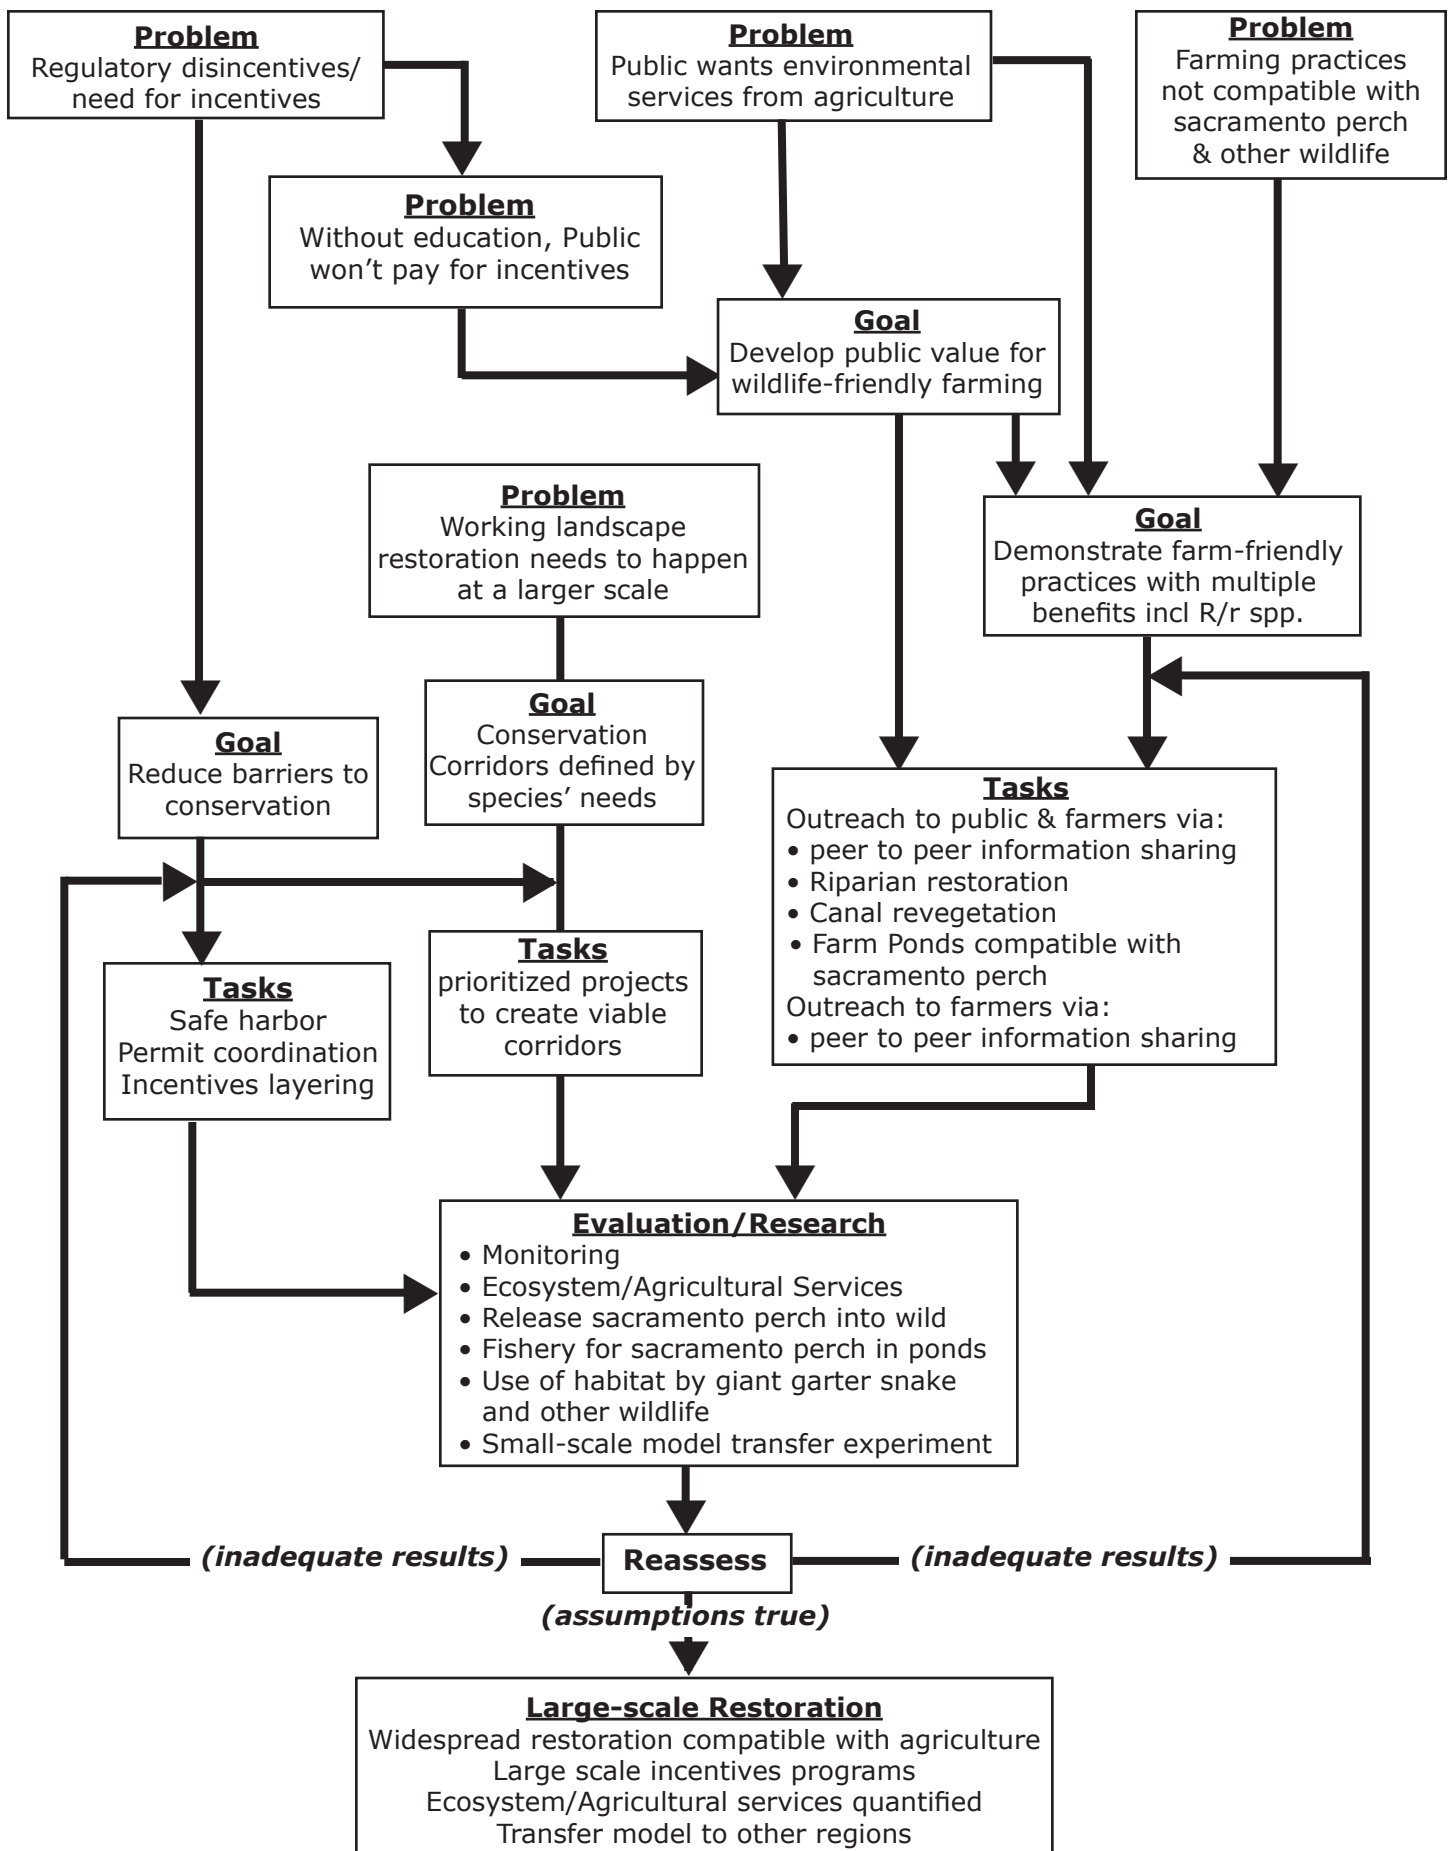 Problem
Regulatory disincentives/
need for incentives
Problem
Public wants environmental
services from agriculture
Problem
Farming practices
not compatible with
sacramento perch
& other wildlife
Problem
Without education, Public
won’t pay for incentives
Goal
Develop public value for
wildlife-friendly farming
Problem
Working landscape
restoration needs to happen
at a larger scale
Goal
Demonstrate farm-friendly
practices with multiple
benefits incl R/r spp.
Goal
Reduce barriers to
conservation
Goal
Conservation
Corridors defined by
species’ needs
Tasks
Outreach to public & farmers via:
• peer to peer information sharing
• Riparian restoration
• Canal revegetation
• Farm Ponds compatible with
sacramento perch
Outreach to farmers via:
• peer to peer information sharing
Tasks
Safe harbor
Permit coordination
Incentives layering
Tasks
prioritized projects
to create viable
corridors
Evaluation/Research
• Monitoring
• Ecosystem/Agricultural Services
• Release sacramento perch into wild
• Fishery for sacramento perch in ponds
• Use of habitat by giant garter snake
and other wildlife
• Small-scale model transfer experiment
(inadequate results)
Reassess
(inadequate results)
(assumptions true)
Large-scale Restoration
Widespread restoration compatible with agriculture
Large scale incentives programs
Ecosystem/Agricultural services quantified
Transfer model to other regions